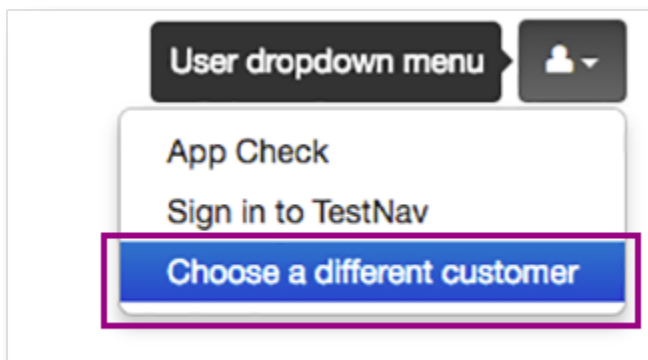 User dropdown menu
App Check
Sign in to TestNav
Choose a different customer